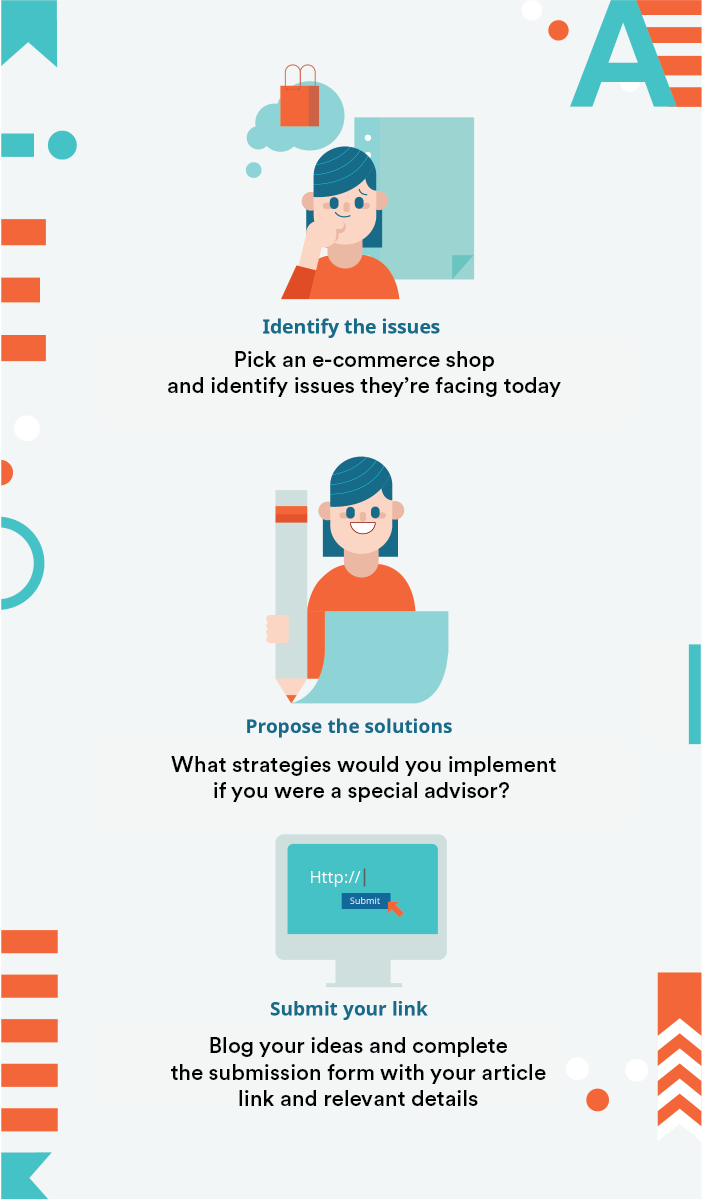 A
Identify the issues
Pick an e-commerce shop
and identify issues they’re facing today
Propose the solutions
What strategies would you implement
if you were a special advisor?
Http://
Submit
Submit your link
Blog your ideas and complete
the submission form with your article
link and relevant details